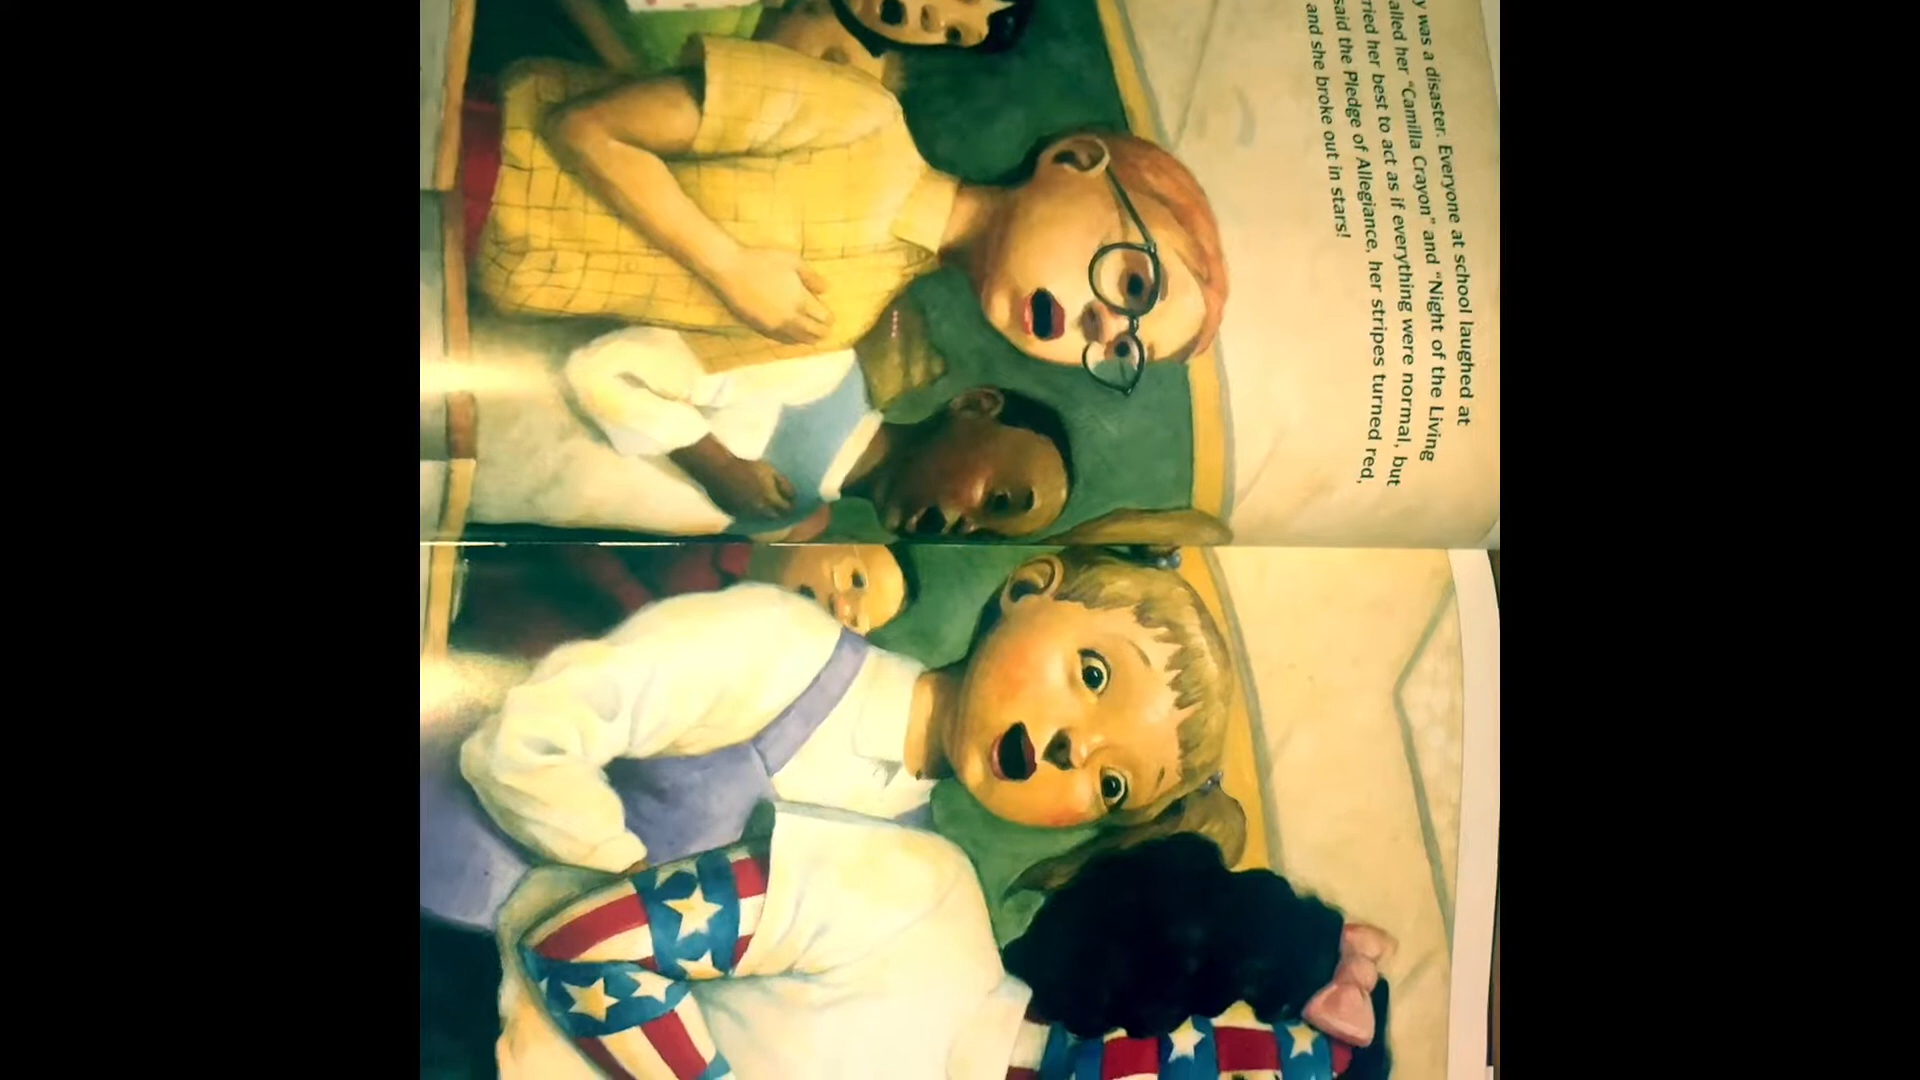 y was a disaster. Everyone at school laughed at
alled her “Camilla Crayon” and “Night of the Living
ried her best to act as if everything were normal, but
said the Pledge of Allegiance, her stripes turned red,
and she broke out in stars!